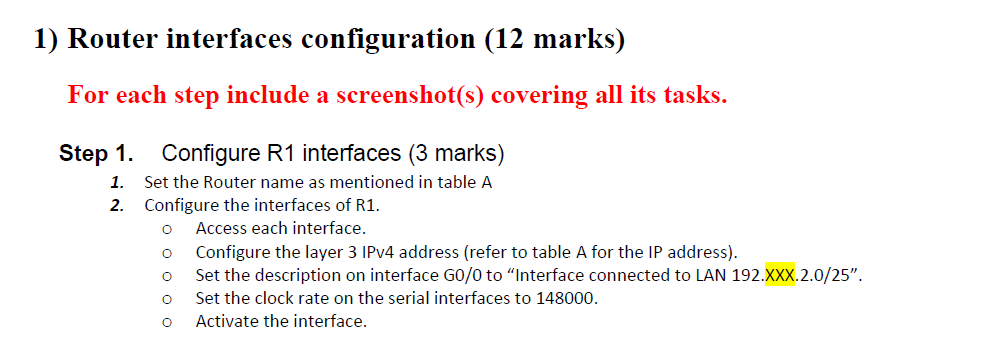 1) Router interfaces configuration (12 marks)
For each step include a screenshot(s) covering all its tasks.
Step 1. Configure R1 interfaces (3 marks)
1. Set the Router name as mentioned in table A
2. Configure the interfaces of R1.
o Access each interface.
o Configure the layer 3 IPv4 address (refer to table A for the IP address).
o Set the description on interface G0/0 to “Interface connected to LAN 192.XXX.2.0/25”.
o Set the clock rate on the serial interfaces to 148000.
o Activate the interface.